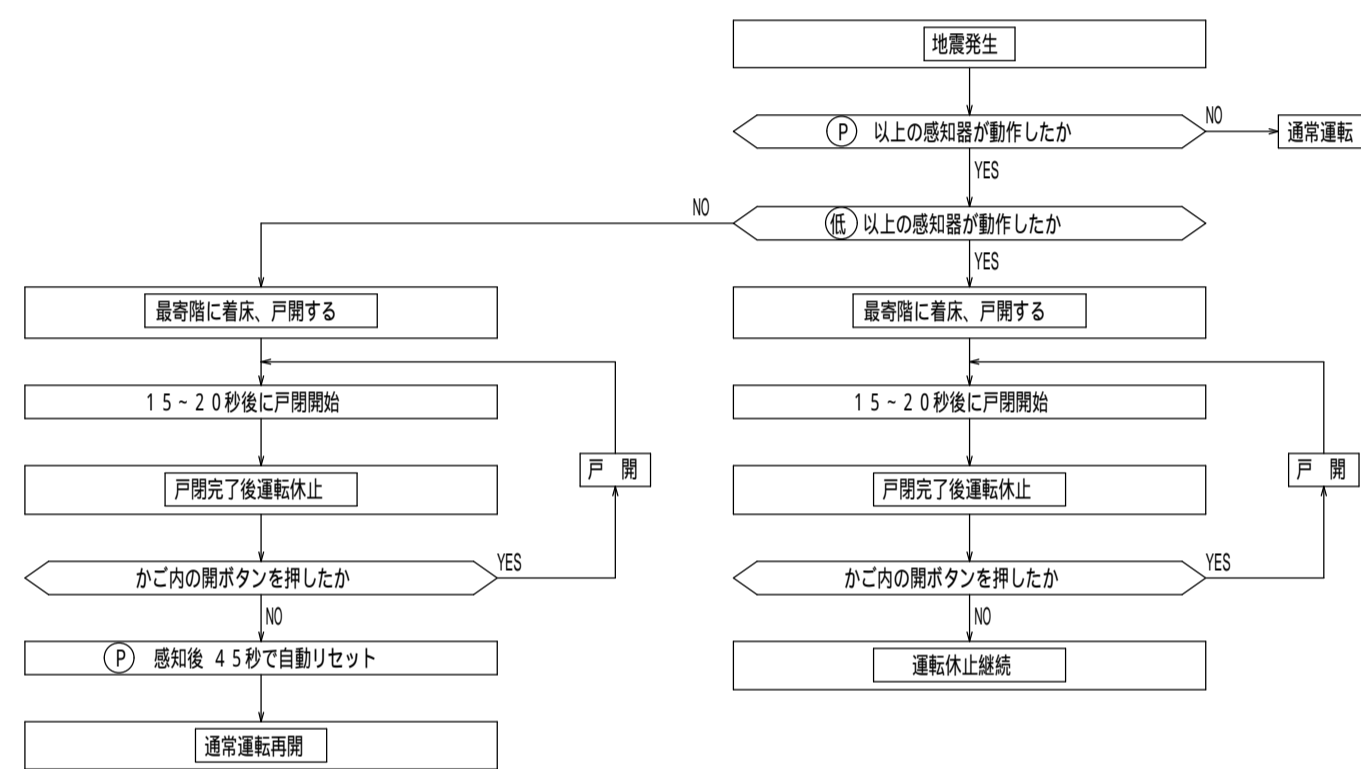 地震発生
Ⓟ 以上の感知器が動作したか
NO
通常運転
YES
㊦低 以上の感知器が動作したか
NO
YES
最寄階に着床、戸開する
最寄階に着床、戸開する
15~20秒後に戸閉開始
15~20秒後に戸閉開始
戸開
戸開
戸閉完了後運転休止
戸閉完了後運転休止
かご内の開ボタンを押したか
YES
かご内の開ボタンを押したか
YES
NO
NO
Ⓟ 感知後 45秒で自動リセット
運転休止継続
通常運転再開